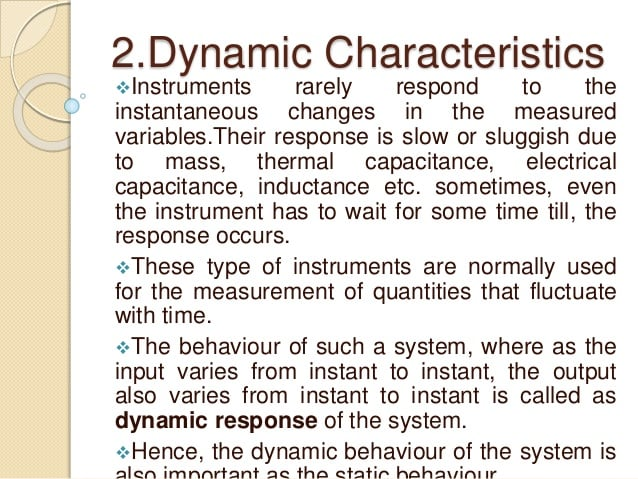 2.Dynamic Characteristics
❖Instruments rarely respond to the
instantaneous changes in the measured
variables.Their response is slow or sluggish due
to mass, thermal capacitance, electrical
capacitance, inductance etc. sometimes, even
the instrument has to wait for some time till, the
response occurs.
❖These type of instruments are normally used
for the measurement of quantities that fluctuate
with time.
❖The behaviour of such a system, where as the
input varies from instant to instant, the output
also varies from instant to instant is called as
dynamic response of the system.
❖Hence, the dynamic behaviour of the system is
also important as the static behaviour